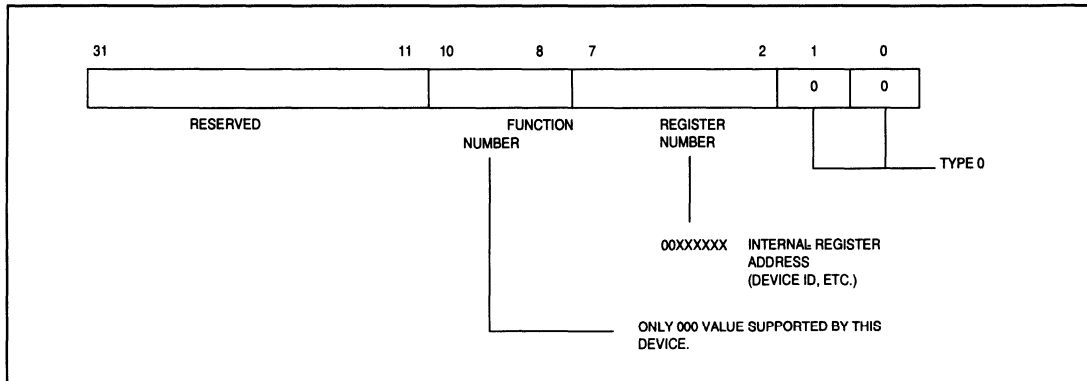 31 11 10 8 7 2 1 0
0 0
RESERVED FUNCTION REGISTER
NUMBER NUMBER
TYPE 0
00XXXXXX INTERNAL REGISTER
ADDRESS
(DEVICE ID, ETC.)
ONLY 000 VALUE SUPPORTED BY THIS
DEVICE.